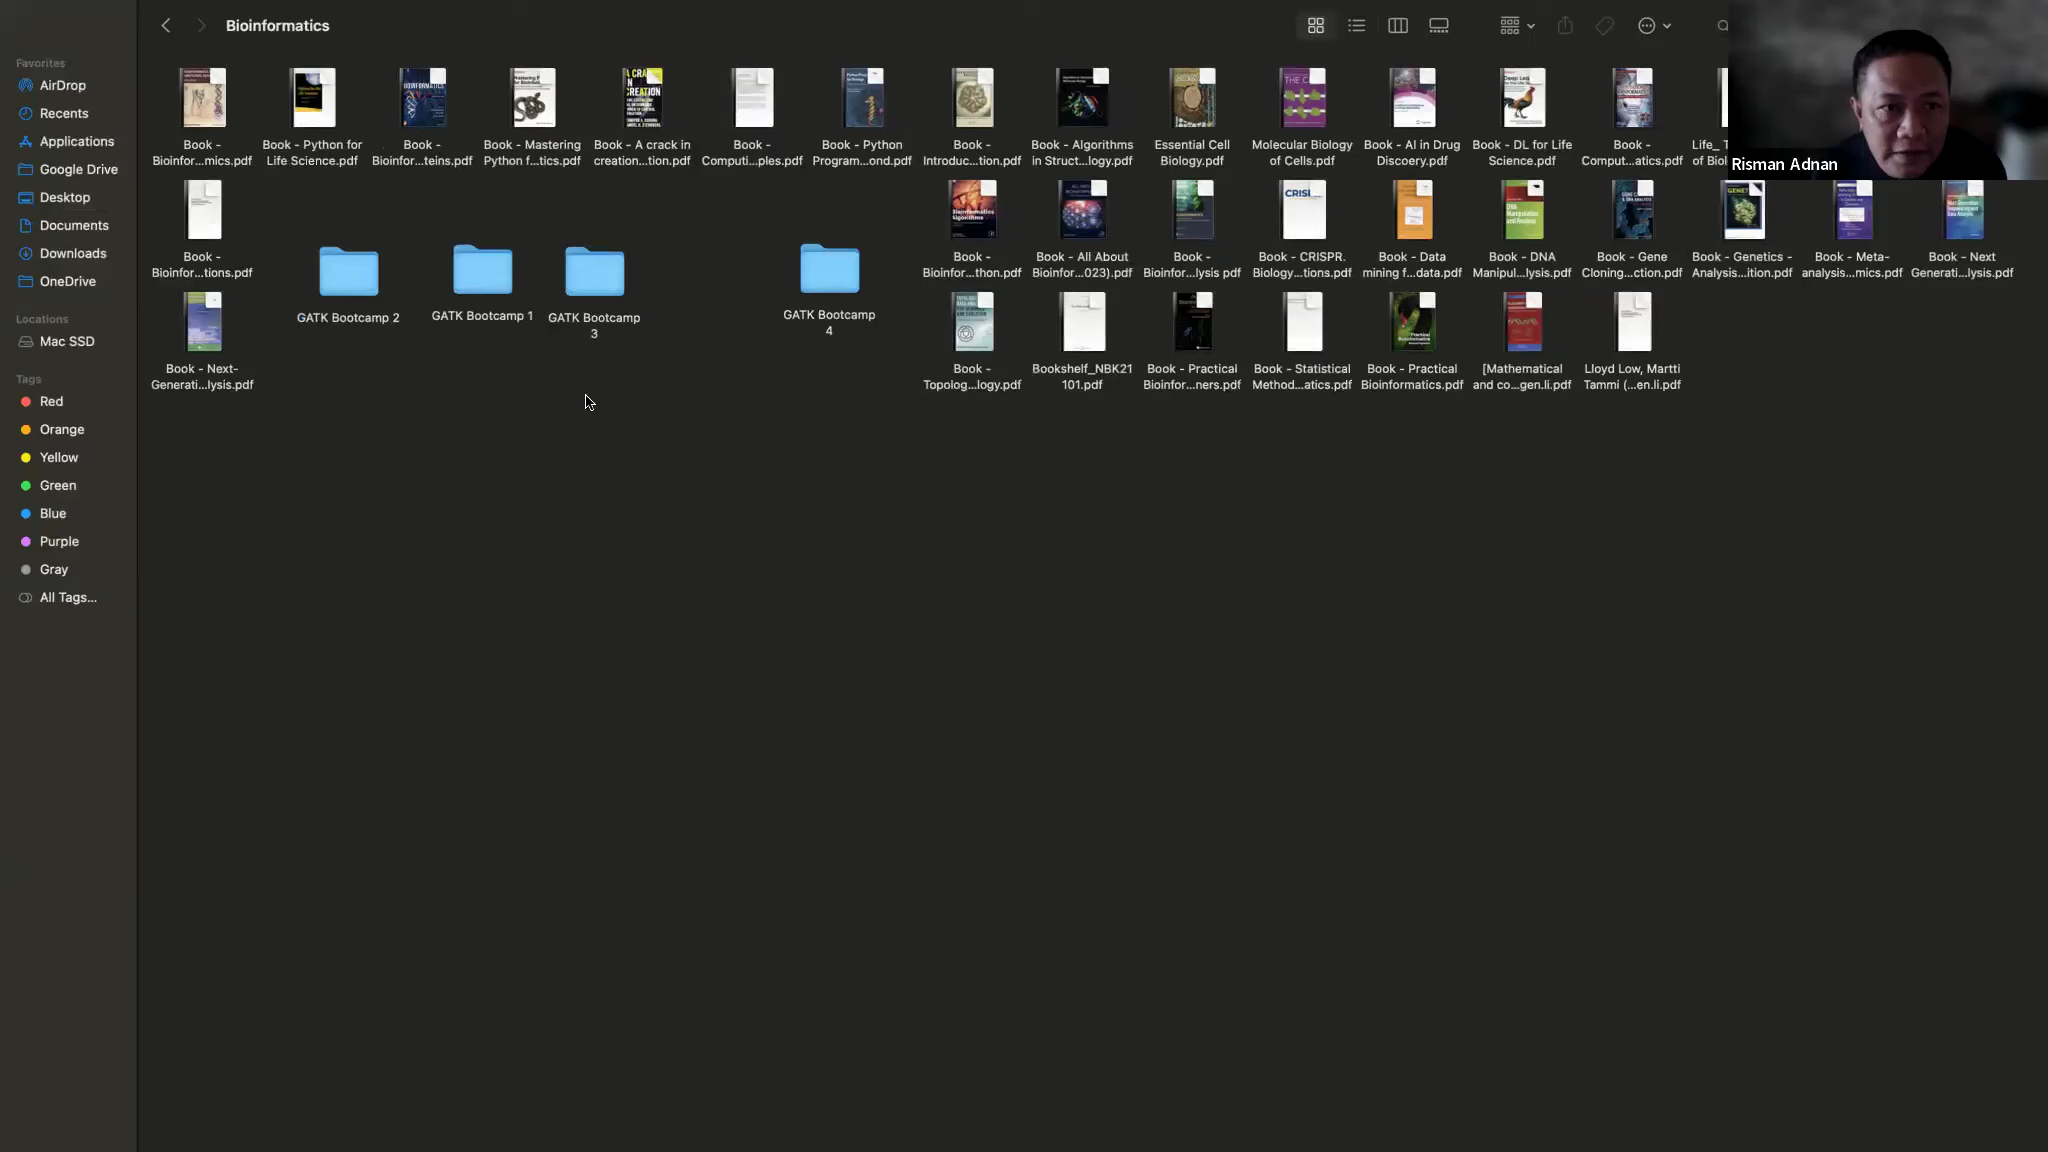 Bioinformatics
Favorites
AirDrop
Recents
Applications
Google Drive
Desktop
Documents
Downloads
OneDrive
Locations
Mac SSD
Tags
Red
Orange
Yellow
Green
Blue
Purple
Gray
All Tags...
Book -
Bioinfor...mics.pdf
Book - Python for
Life Science.pdf
Book -
Bioinfor...teins.pdf
Book - Mastering
Python f...tics.pdf
Book - A crack in
creation...tion.pdf
Book -
Computi...ples.pdf
Book - Python
Program...ond.pdf
Book -
Introduc...tion.pdf
Book - Algorithms
in Struct...logy.pdf
Essential Cell
Biology.pdf
Molecular Biology
of Cells.pdf
Book - AI in Drug
Discoery.pdf
Book - DL for Life
Science.pdf
Book -
Comput...atics.pdf
Life_
of Biol
Risman Adnan
Book -
Bioinfor...tions.pdf
GATK Bootcamp 2
GATK Bootcamp 1
GATK Bootcamp
3
GATK Bootcamp
4
Book -
Bioinfor...thon.pdf
Book - All About
Bioinfor...023).pdf
Book -
Bioinfor...lysis pdf
Book - CRISPR.
Biology...tions.pdf
Book - Data
mining f...data.pdf
Book - DNA
Manipul...lysis.pdf
Book - Gene
Cloning...ction.pdf
Book - Genetics -
Analysis...ition.pdf
Book - Meta-
analysis...mics.pdf
Book - Next
Generati...lysis.pdf
Book - Next-
Generati...lysis.pdf
Book -
Topolog...logy.pdf
Bookshelf_NBK21
101.pdf
Book - Practical
Bioinfor...ners.pdf
Book - Statistical
Method...atics.pdf
Book - Practical
Bioinformatics.pdf
[Mathematical
and co...gen.li.pdf
Lloyd Low, Martti
Tammi (...en.li.pdf